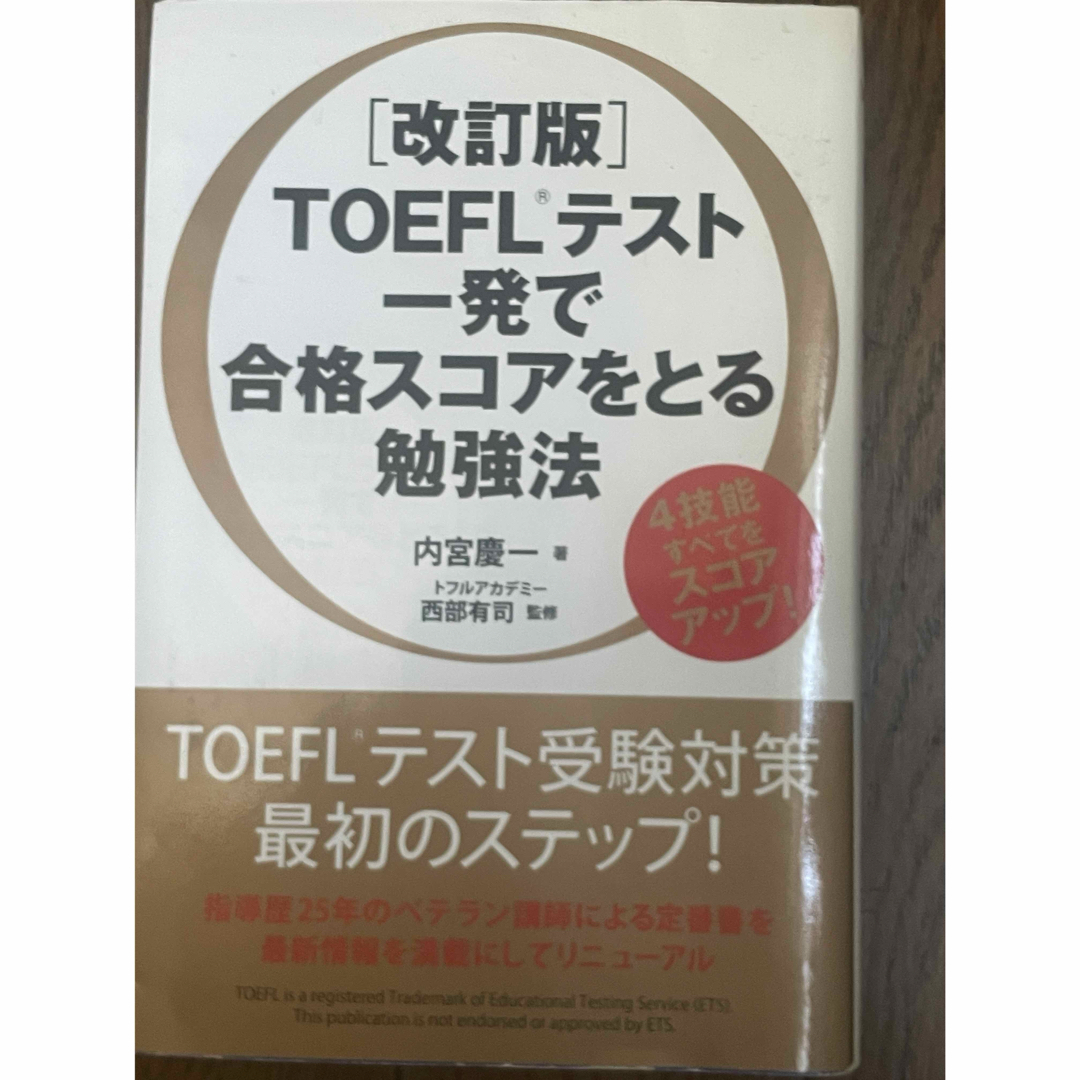 [改訂版]
TOEFL®テスト
一発で
合格スコアをとる
勉強法
内宮慶一 著
トフルアカデミー
西部有司 監修
4技能
すべてを
スコア
アップ!
TOEFL®テスト受験対策
最初のステップ!
指導歴25年のベテラン講師による定番書を
最新情報を満載にしてリニューアル
TOEFL is a registered Trademark of Educational Testing Service (ETS).
This publication is not endorsed or approved by ETS.